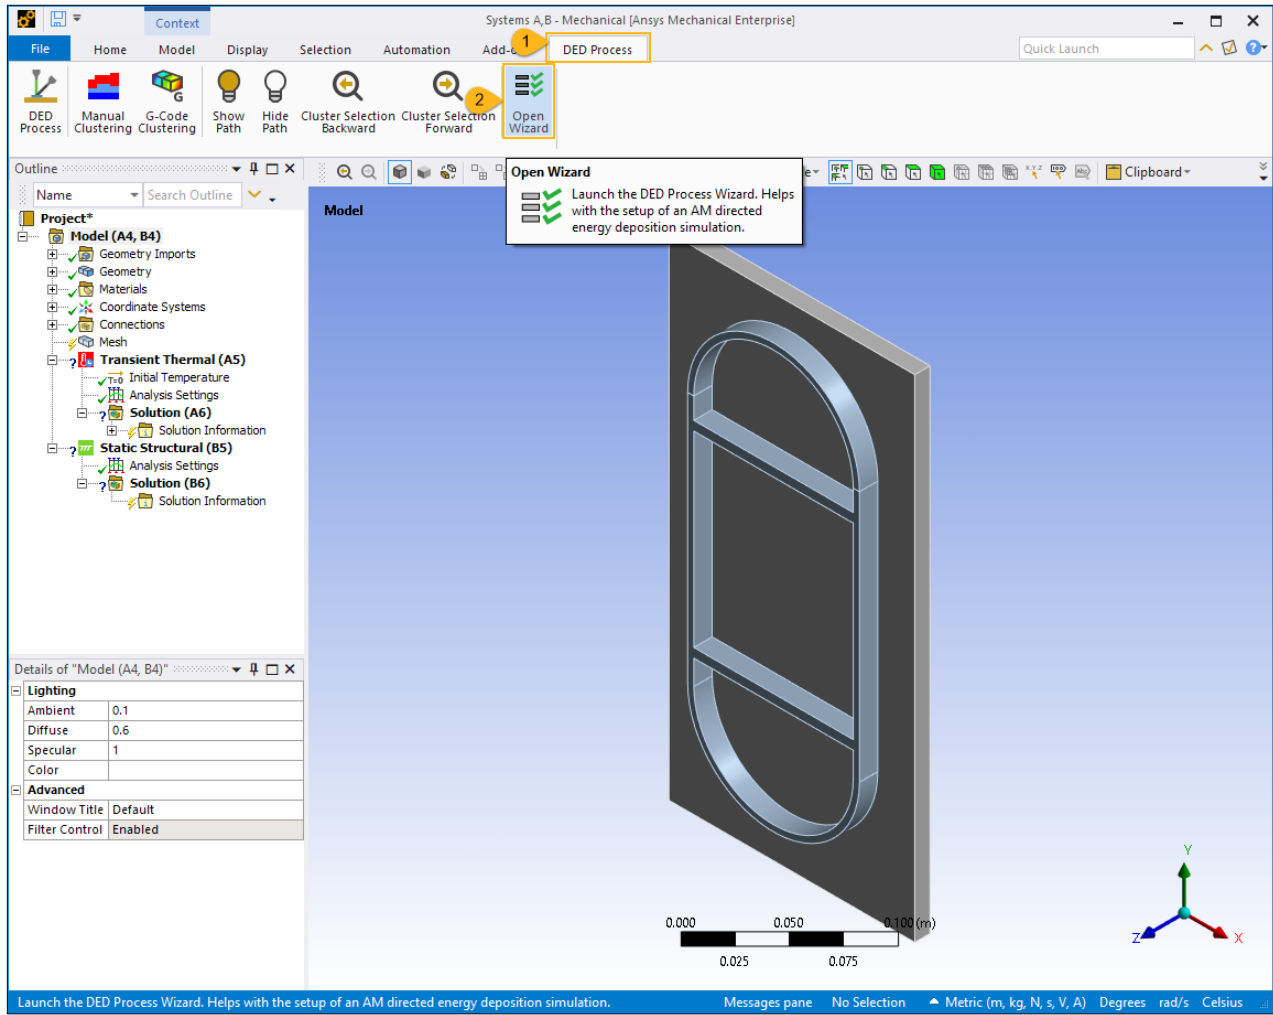 Context
Systems A,B - Mechanical [Ansys Mechanical Enterprise]
File Home Model Display Selection Automation Add- 1 DED Process
Quick Launch
DED Process
Manual Clustering
G-Code Clustering
Show Path
Hide Path
Cluster Selection Backward
Cluster Selection Forward
2
Open Wizard
Outline
Name
Search Outline
Clipboard
Open Wizard
Launch the DED Process Wizard. Helps
with the setup of an AM directed
energy deposition simulation.
Project*
Model (A4, B4)
Geometry Imports
Geometry
Materials
Coordinate Systems
Connections
Mesh
Transient Thermal (A5)
T=0 Initial Temperature
Analysis Settings
Solution (A6)
Solution Information
Static Structural (B5)
Analysis Settings
Solution (B6)
Solution Information
Model
Details of "Model (A4, B4)"
Lighting
Ambient 0.1
Diffuse 0.6
Specular 1
Color
Advanced
Window Title Default
Filter Control Enabled
0.000 0.050 0.100 (m)
0.025 0.075
Y
Z
X
Launch the DED Process Wizard. Helps with the setup of an AM directed energy deposition simulation.
Messages pane No Selection Metric (m, kg, N, s, V, A) Degrees rad/s Celsius